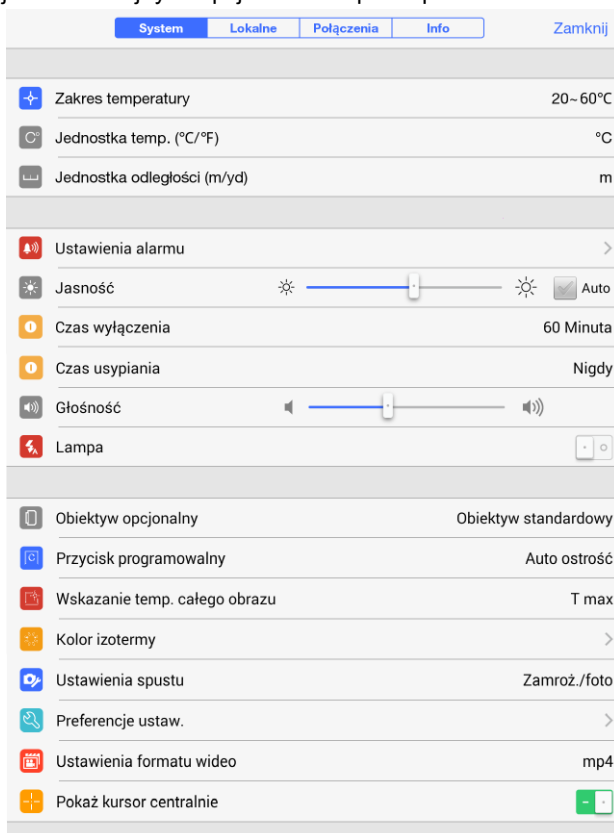 System Lokalne Połączenia Info Zamknij
Zakres temperatury 20~60°C
Jednostka temp. (°C/°F) °C
Jednostka odległości (m/yd) m
Ustawienia alarmu
Jasność Auto
Czas wyłączenia 60 Minuta
Czas usypiania Nigdy
Głośność
Lampa
Obiektyw opcjonalny Obiektyw standardowy
Przycisk programowalny Auto ostrość
Wskazanie temp. całego obrazu T max
Kolor izotermy
Ustawienia spustu Zamroż./foto
Preferencje ustaw.
Ustawienia formatu wideo mp4
Pokaż kursor centralnie